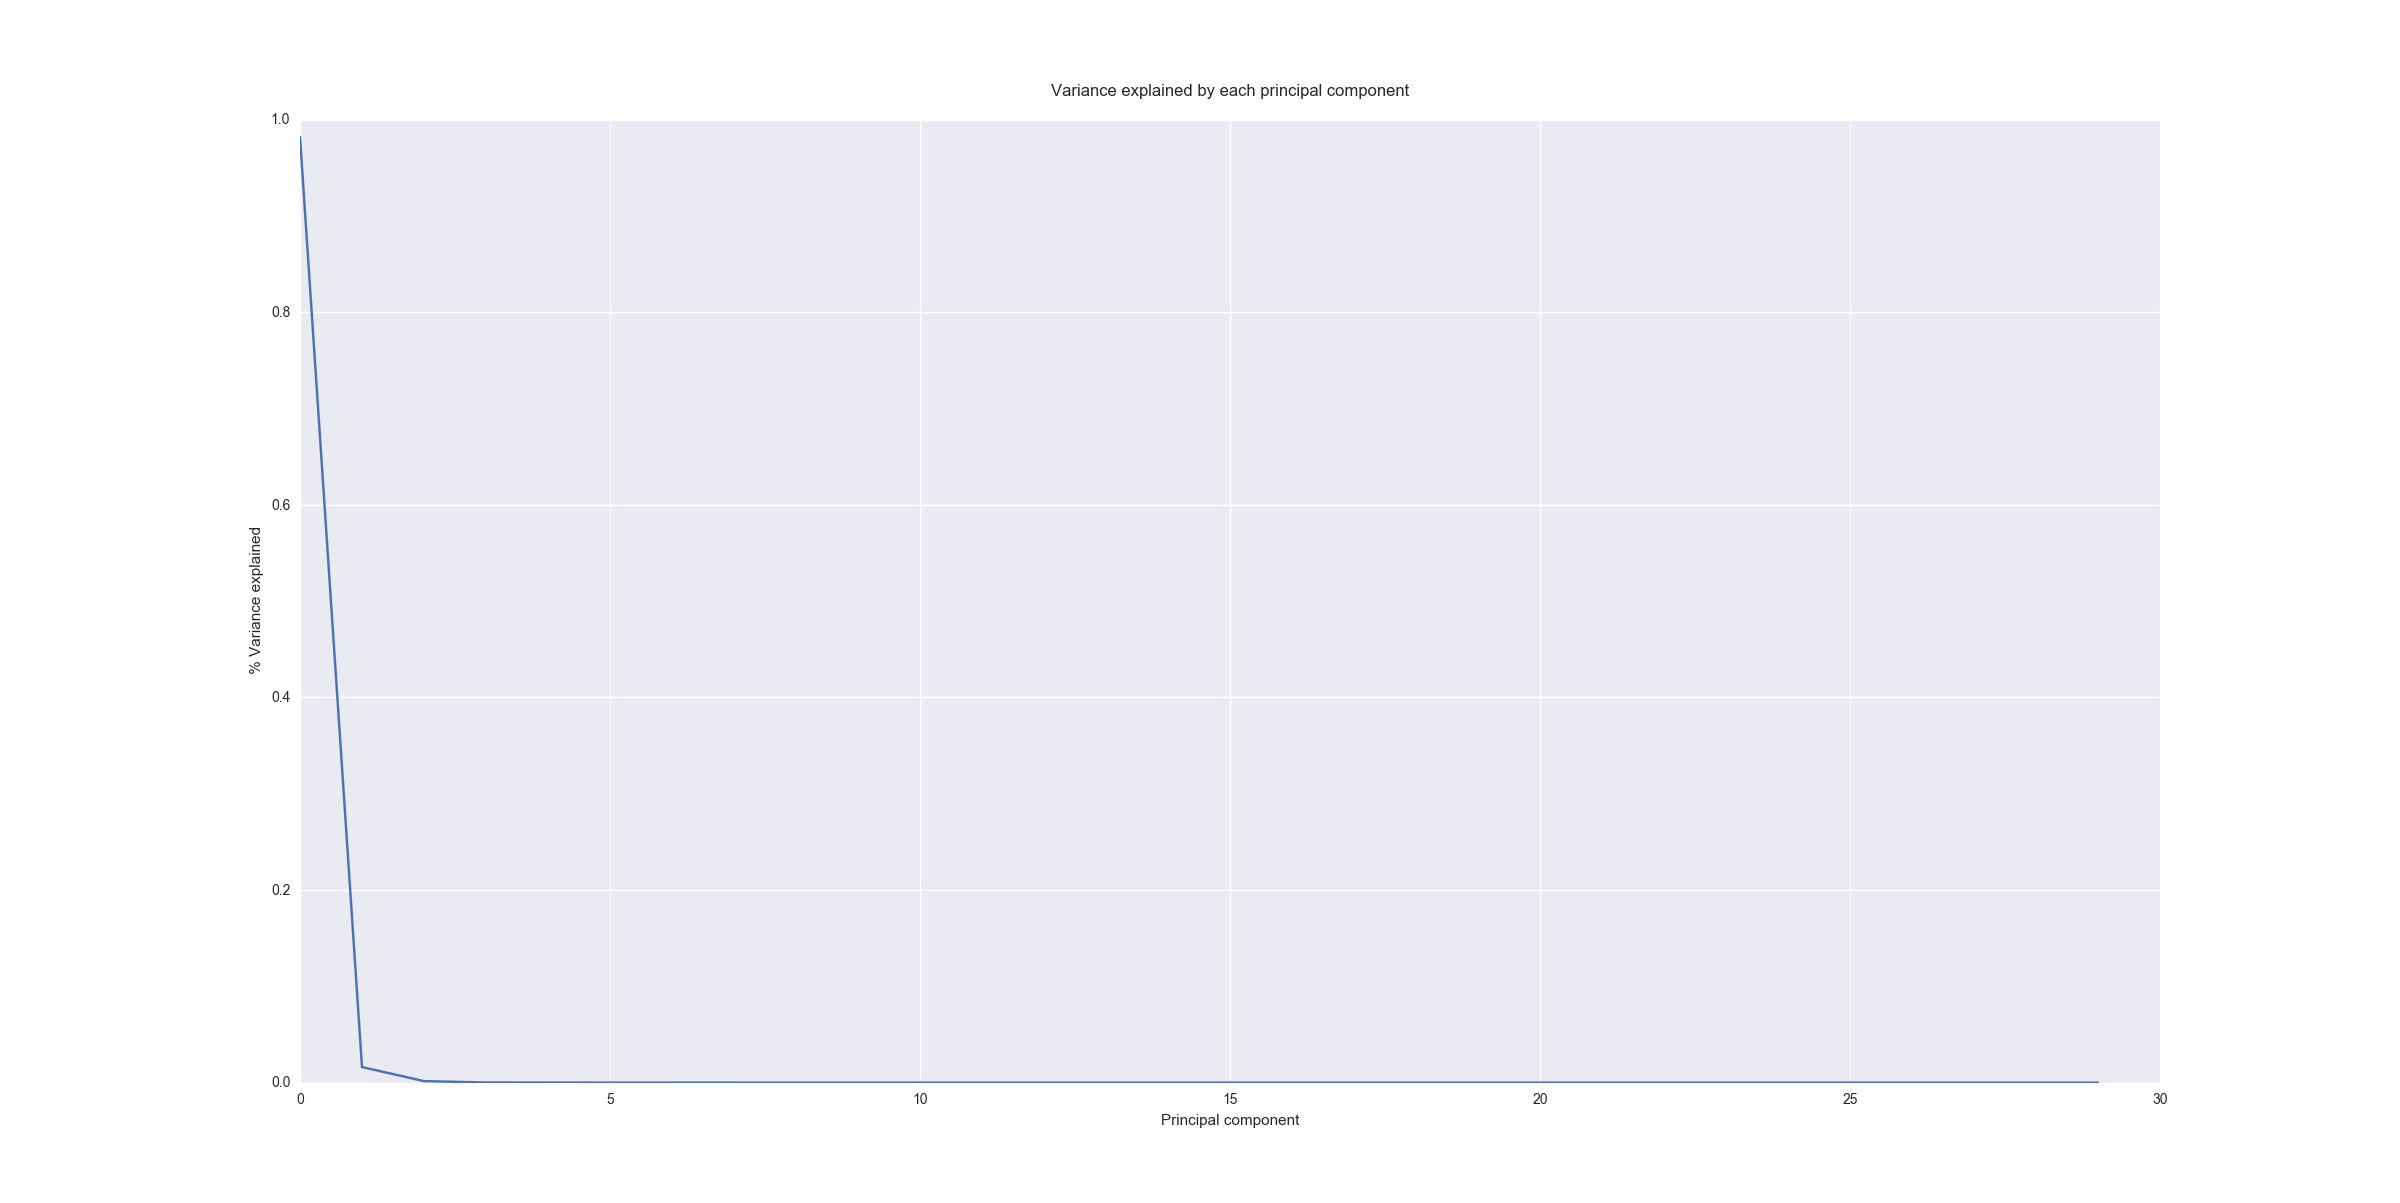 Variance explained by each principal component
1.0
0.8
0.6
0.4
0.2
0.0
% Variance explained
0 5 10 15 20 25 30
Principal component